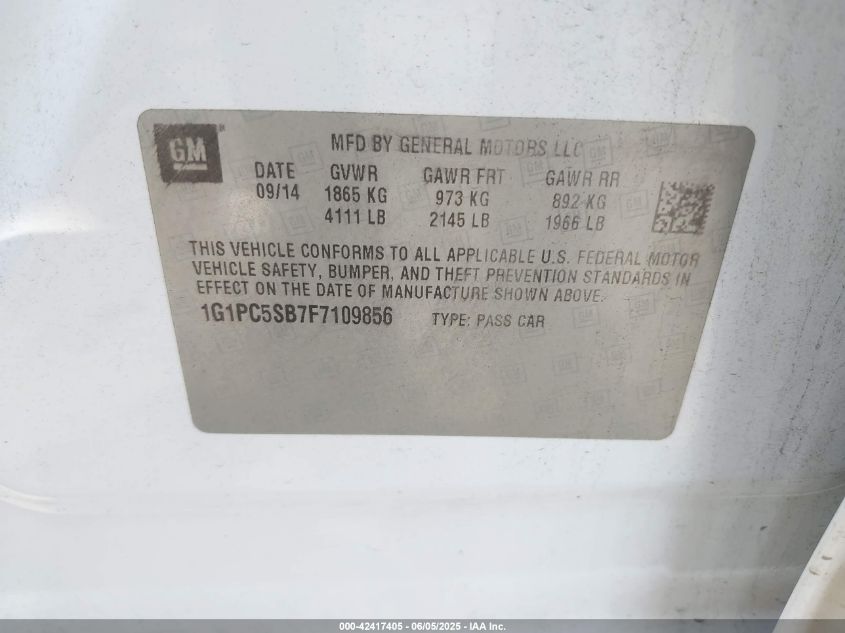 GM
MFD BY GENERAL MOTORS LLC
DATE GVWR GAWR FRT GAWR RR
09/14 1865 KG 973 KG 892 KG
4111 LB 2145 LB 1966 LB
THIS VEHICLE CONFORMS TO ALL APPLICABLE U.S. FEDERAL MOTOR
VEHICLE SAFETY, BUMPER, AND THEFT PREVENTION STANDARDS IN
EFFECT ON THE DATE OF MANUFACTURE SHOWN ABOVE.
1G1PC5SB7F7109856 TYPE: PASS CAR
000-42417405 - 06/05/2025 - IAA Inc.